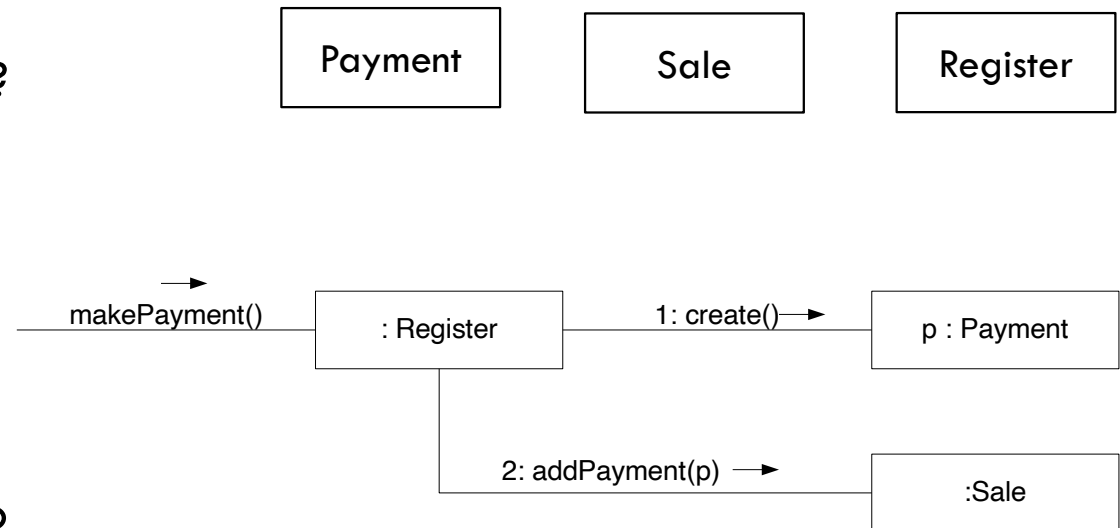 ?
Payment
Sale
Register
makePayment()
: Register
1: create()
p : Payment
2: addPayment(p)
:Sale
?